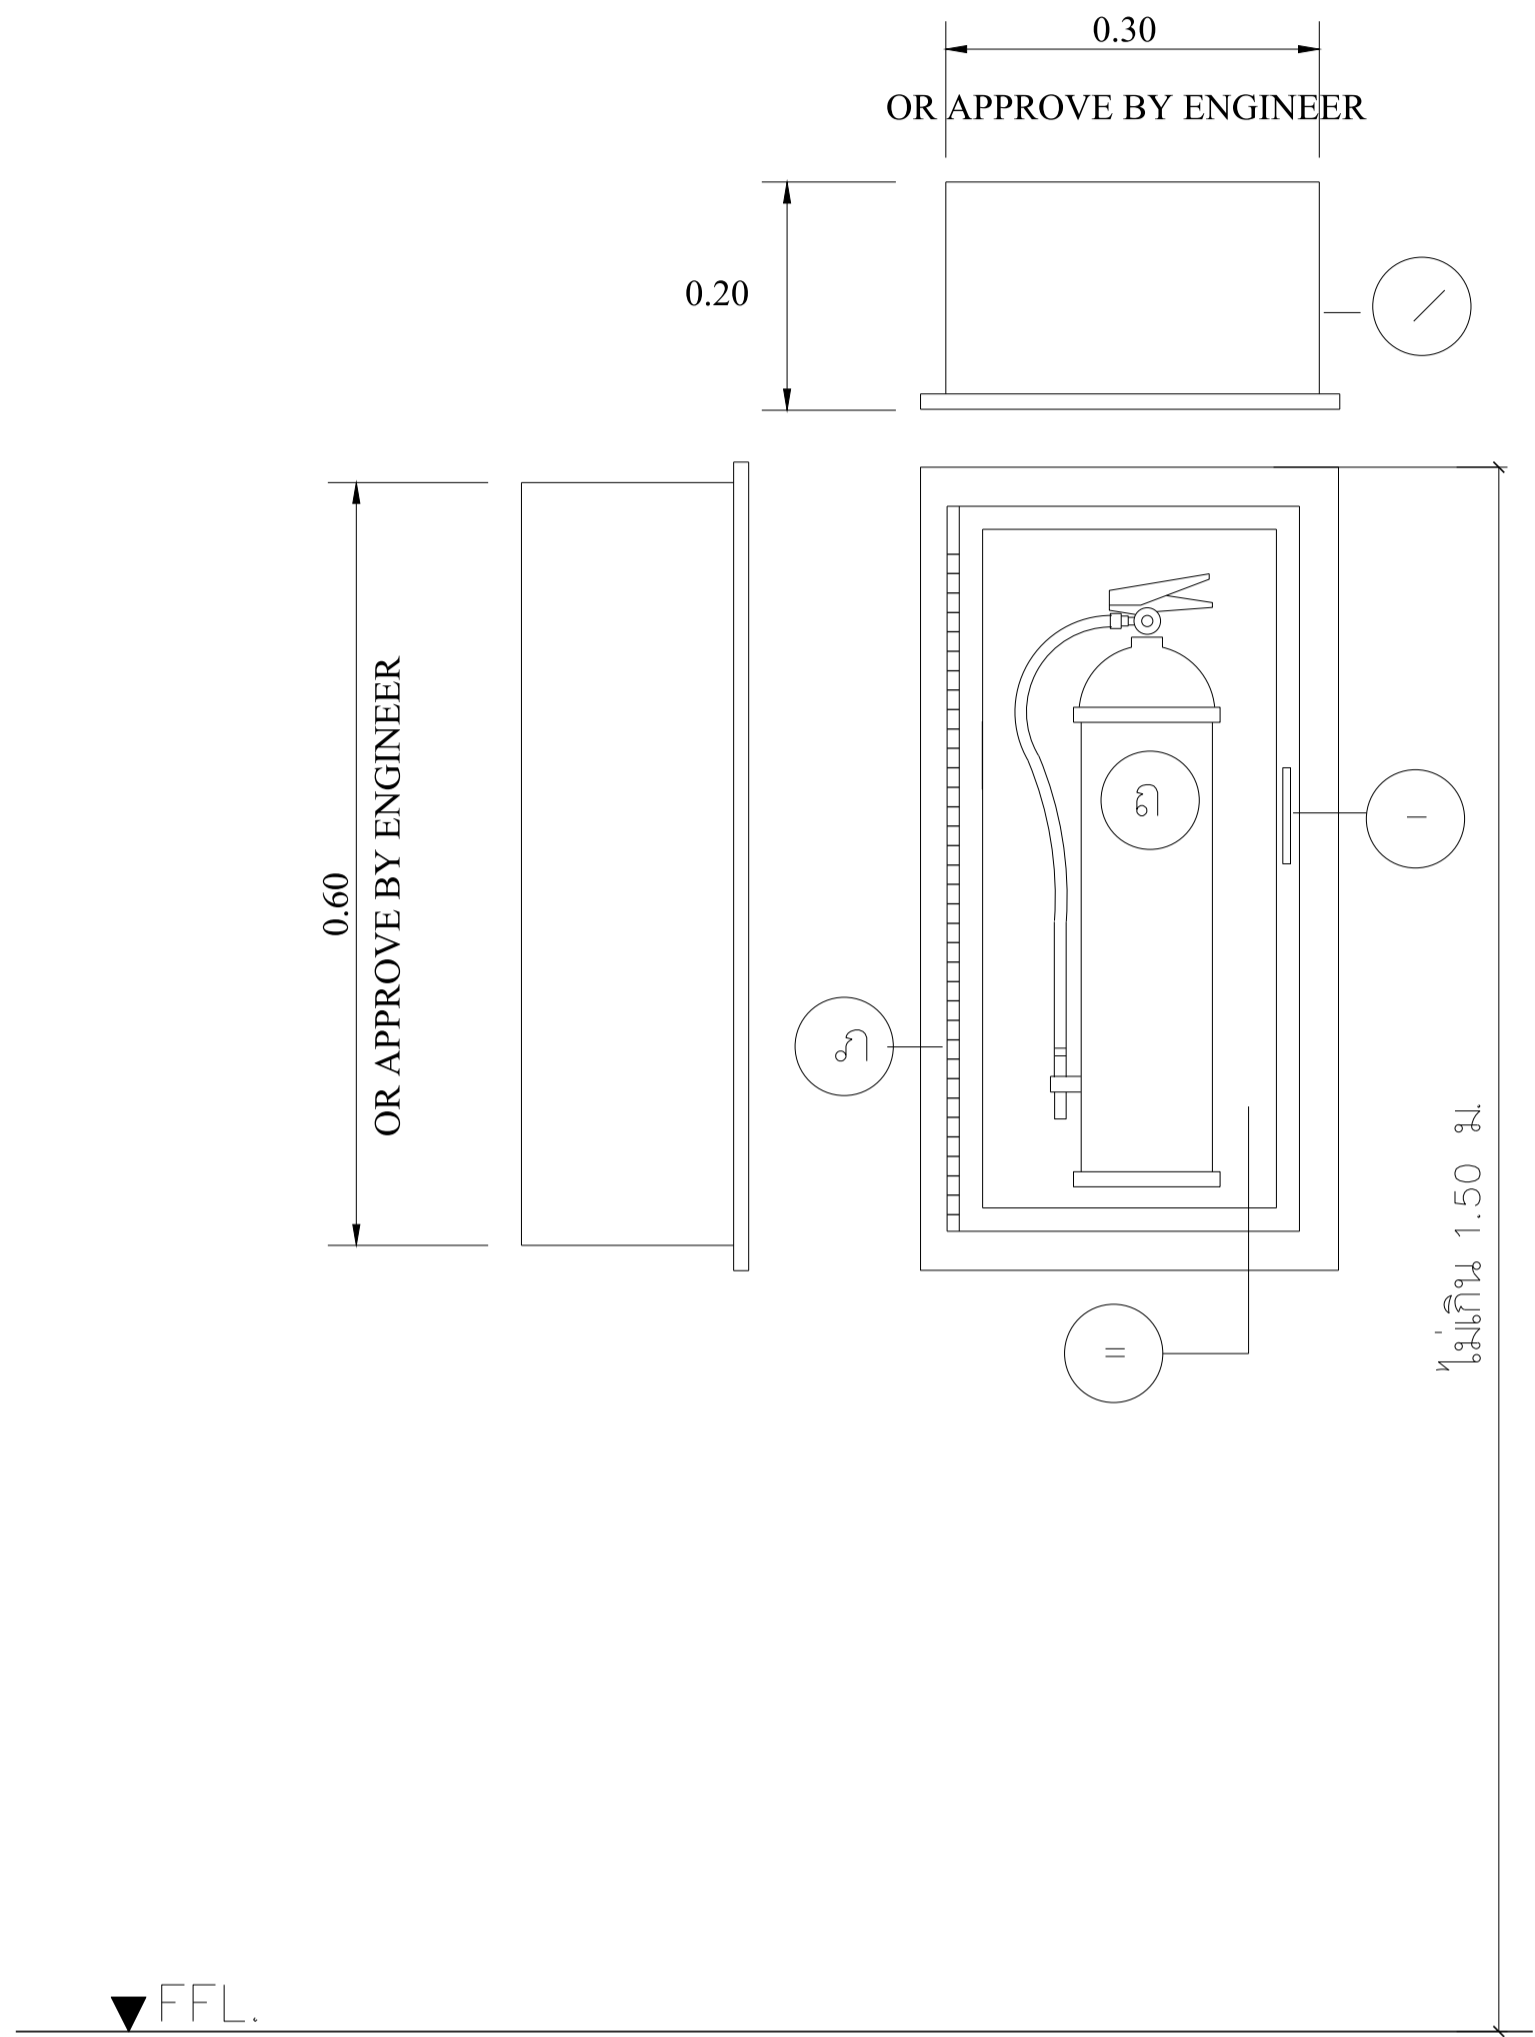 0.30
OR APPROVE BY ENGINEER
0.20
0.60
OR APPROVE BY ENGINEER
ฅ
/
-
=
ไม่เกิน 1.50 ม.
FFL.